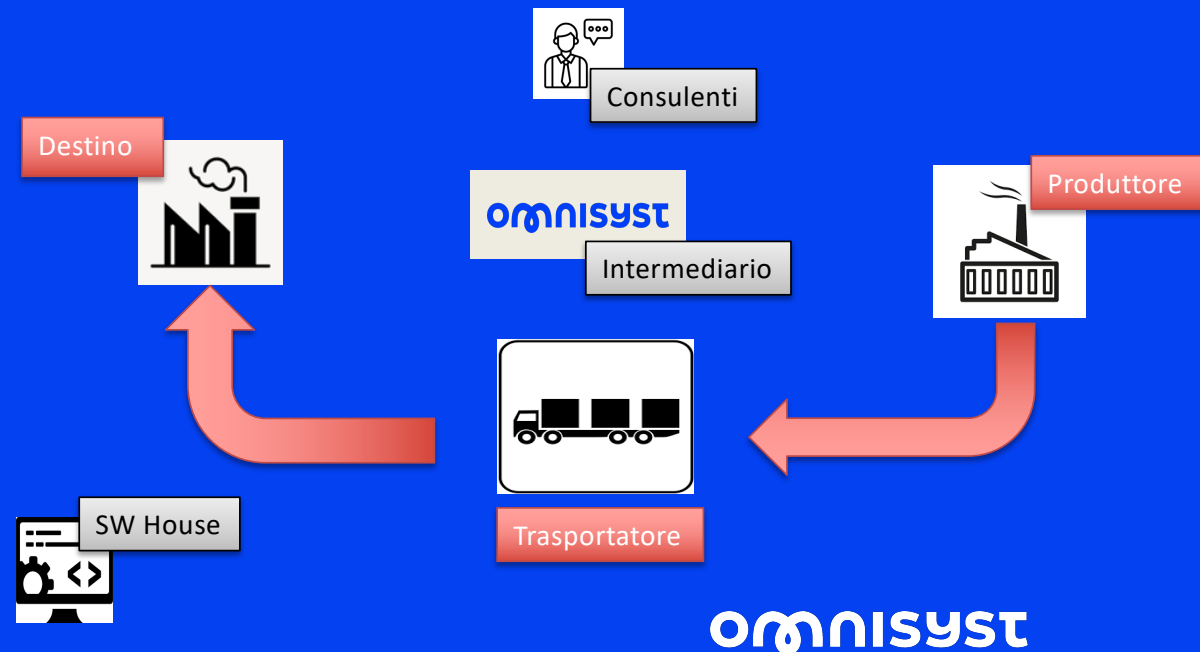 Consulenti
Destino
Produttore
omnisyst
Intermediario
SW House
Trasportatore
omnisyst